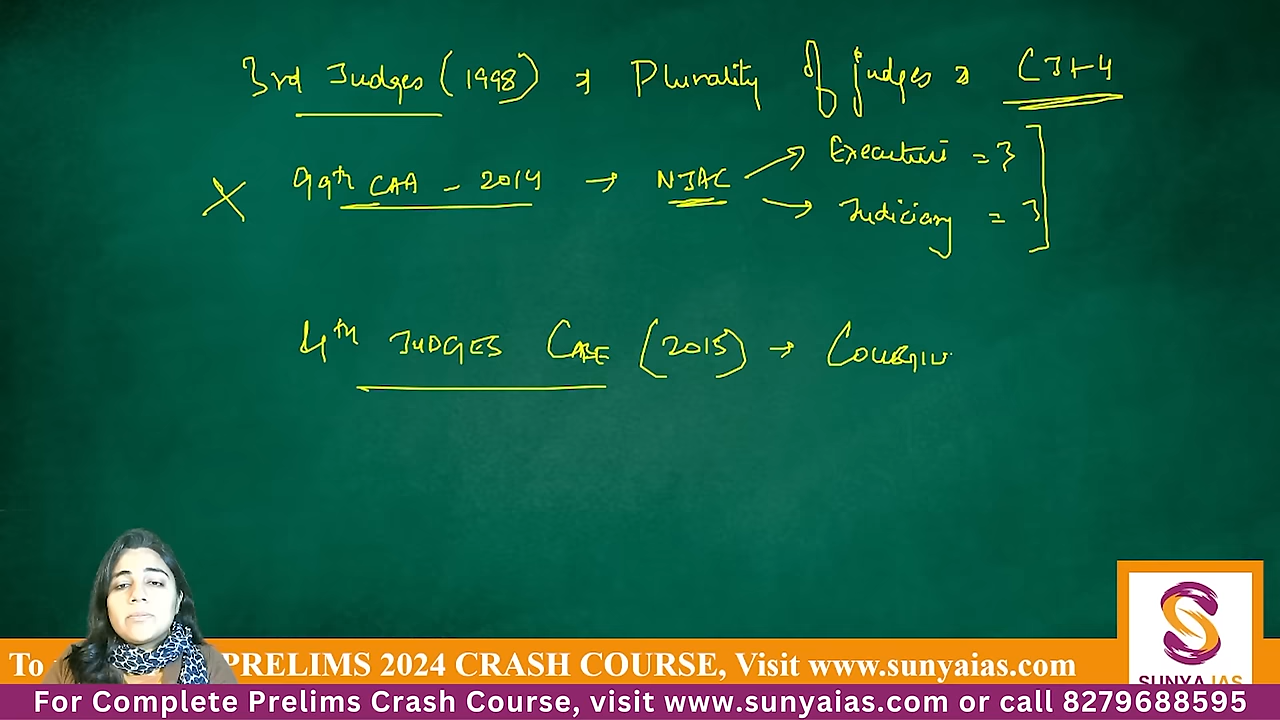 3rd Judges (1998) → Plurality of judges → CJI+4
99th CAA - 2014 → NJAC
Executive = 3
Judiciary = 3
4th JUDGES CASE (2015) →
To PRELIMS 2024 CRASH COURSE, Visit www.sunyaias.com
SUNYA IAS
For Complete Prelims Crash Course, visit www.sunyaias.com or call 8279688595